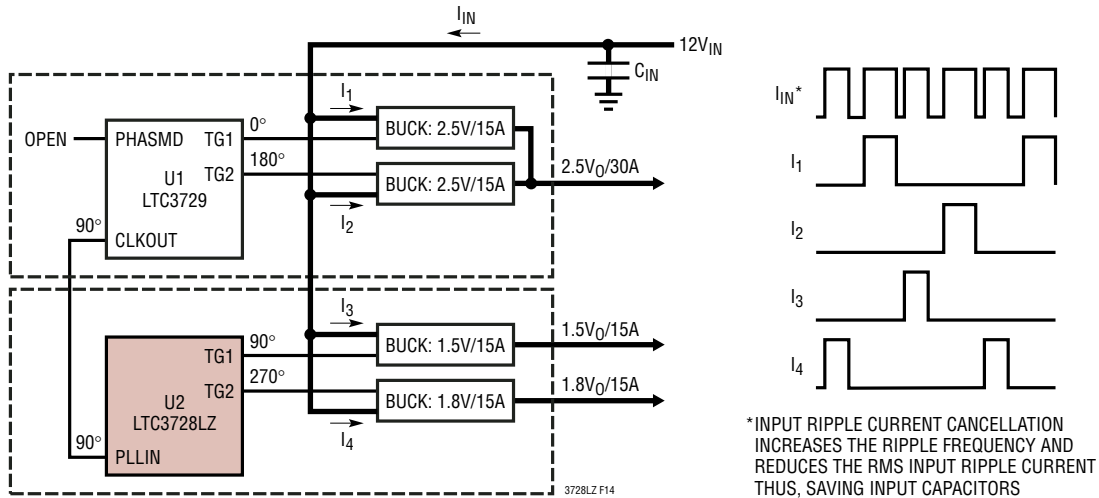 I_IN
12V_IN
C_IN
I_1
BUCK: 2.5V/15A
OPEN
PHASMD
TG1
0°
U1
LTC3729
TG2
180°
BUCK: 2.5V/15A
2.5V_O/30A
I_2
90°
CLKOUT
I_3
BUCK: 1.5V/15A
1.5V_O/15A
TG1
90°
TG2
270°
U2
LTC3728LZ
BUCK: 1.8V/15A
1.8V_O/15A
I_4
90°
PLLIN
3728LZ F14
I_IN*
I_1
I_2
I_3
I_4
*INPUT RIPPLE CURRENT CANCELLATION
INCREASES THE RIPPLE FREQUENCY AND
REDUCES THE RMS INPUT RIPPLE CURRENT
THUS, SAVING INPUT CAPACITORS